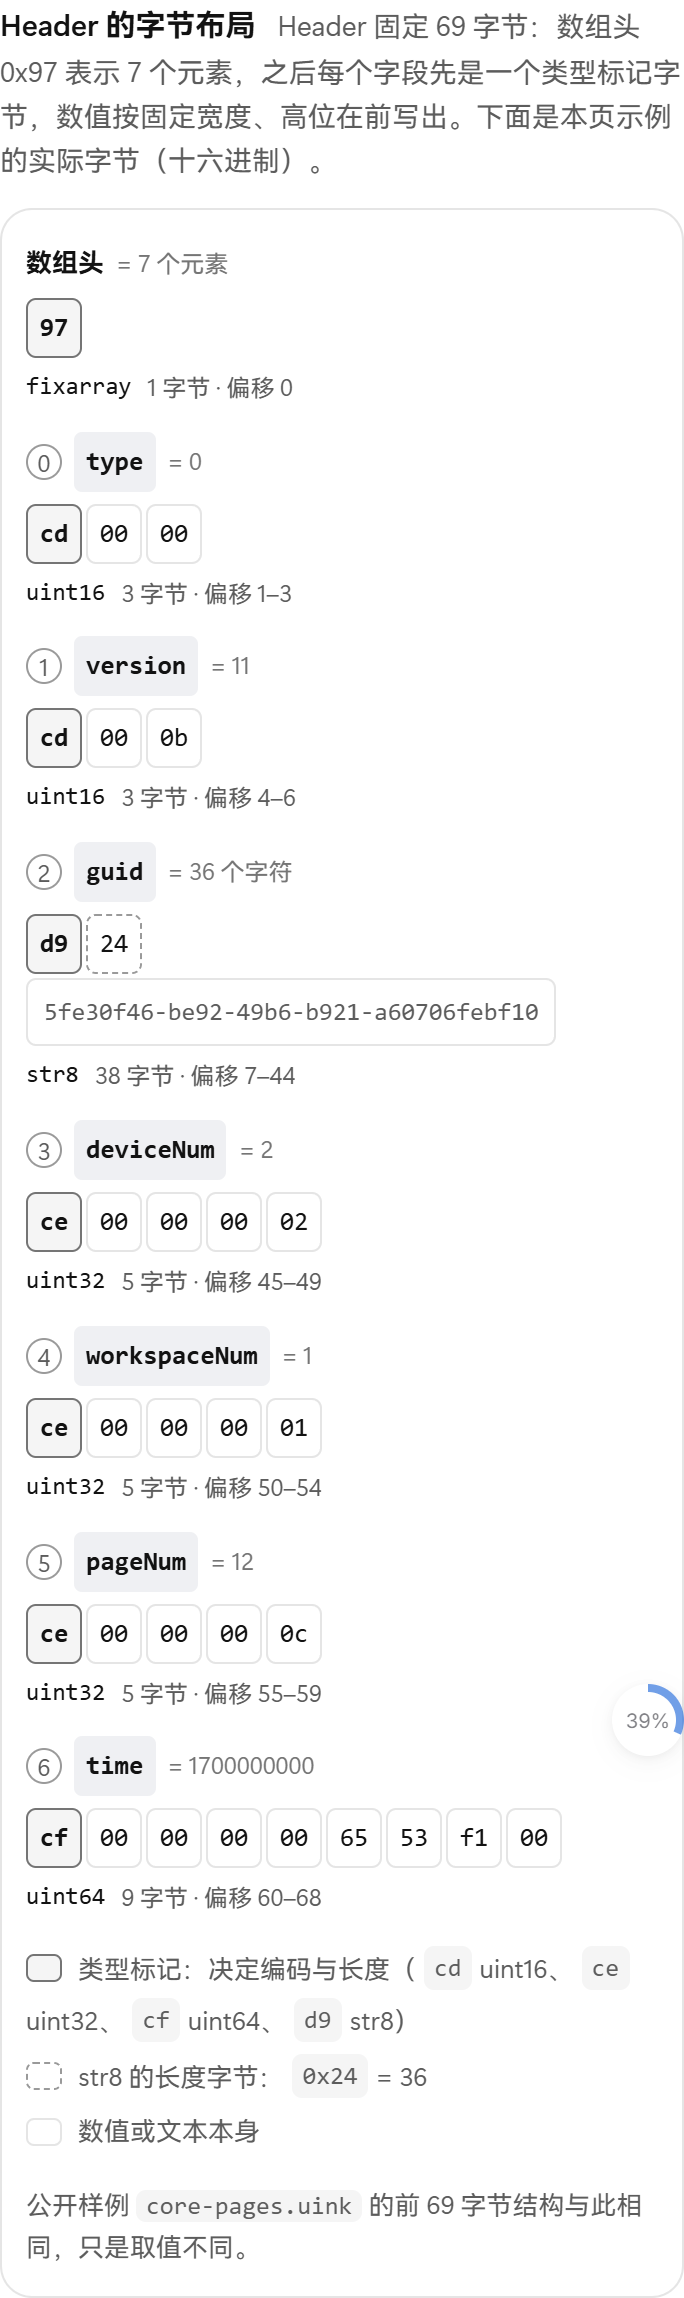 Header 的字节布局 Header 固定 69 字节：数组头
0x97 表示 7 个元素，之后每个字段先是一个类型标记字
节，数值按固定宽度、高位在前写出。下面是本页示例
的实际字节（十六进制）。
数组头 = 7 个元素
97
fixarray 1 字节 · 偏移 0
0 type = 0
cd 00 00
uint16 3 字节 · 偏移 1–3
1 version = 11
cd 00 0b
uint16 3 字节 · 偏移 4–6
2 guid = 36 个字符
d9 24
5fe30f46-be92-49b6-b921-a60706febf10
str8 38 字节 · 偏移 7–44
3 deviceNum = 2
ce 00 00 00 02
uint32 5 字节 · 偏移 45–49
4 workspaceNum = 1
ce 00 00 00 01
uint32 5 字节 · 偏移 50–54
5 pageNum = 12
ce 00 00 00 0c
uint32 5 字节 · 偏移 55–59
39%
6 time = 1700000000
cf 00 00 00 00 65 53 f1 00
uint64 9 字节 · 偏移 60–68
类型标记：决定编码与长度（ cd uint16、 ce
uint32、 cf uint64、 d9 str8）
str8 的长度字节： 0x24 = 36
数值或文本本身
公开样例 core-pages.uink 的前 69 字节结构与此相
同，只是取值不同。